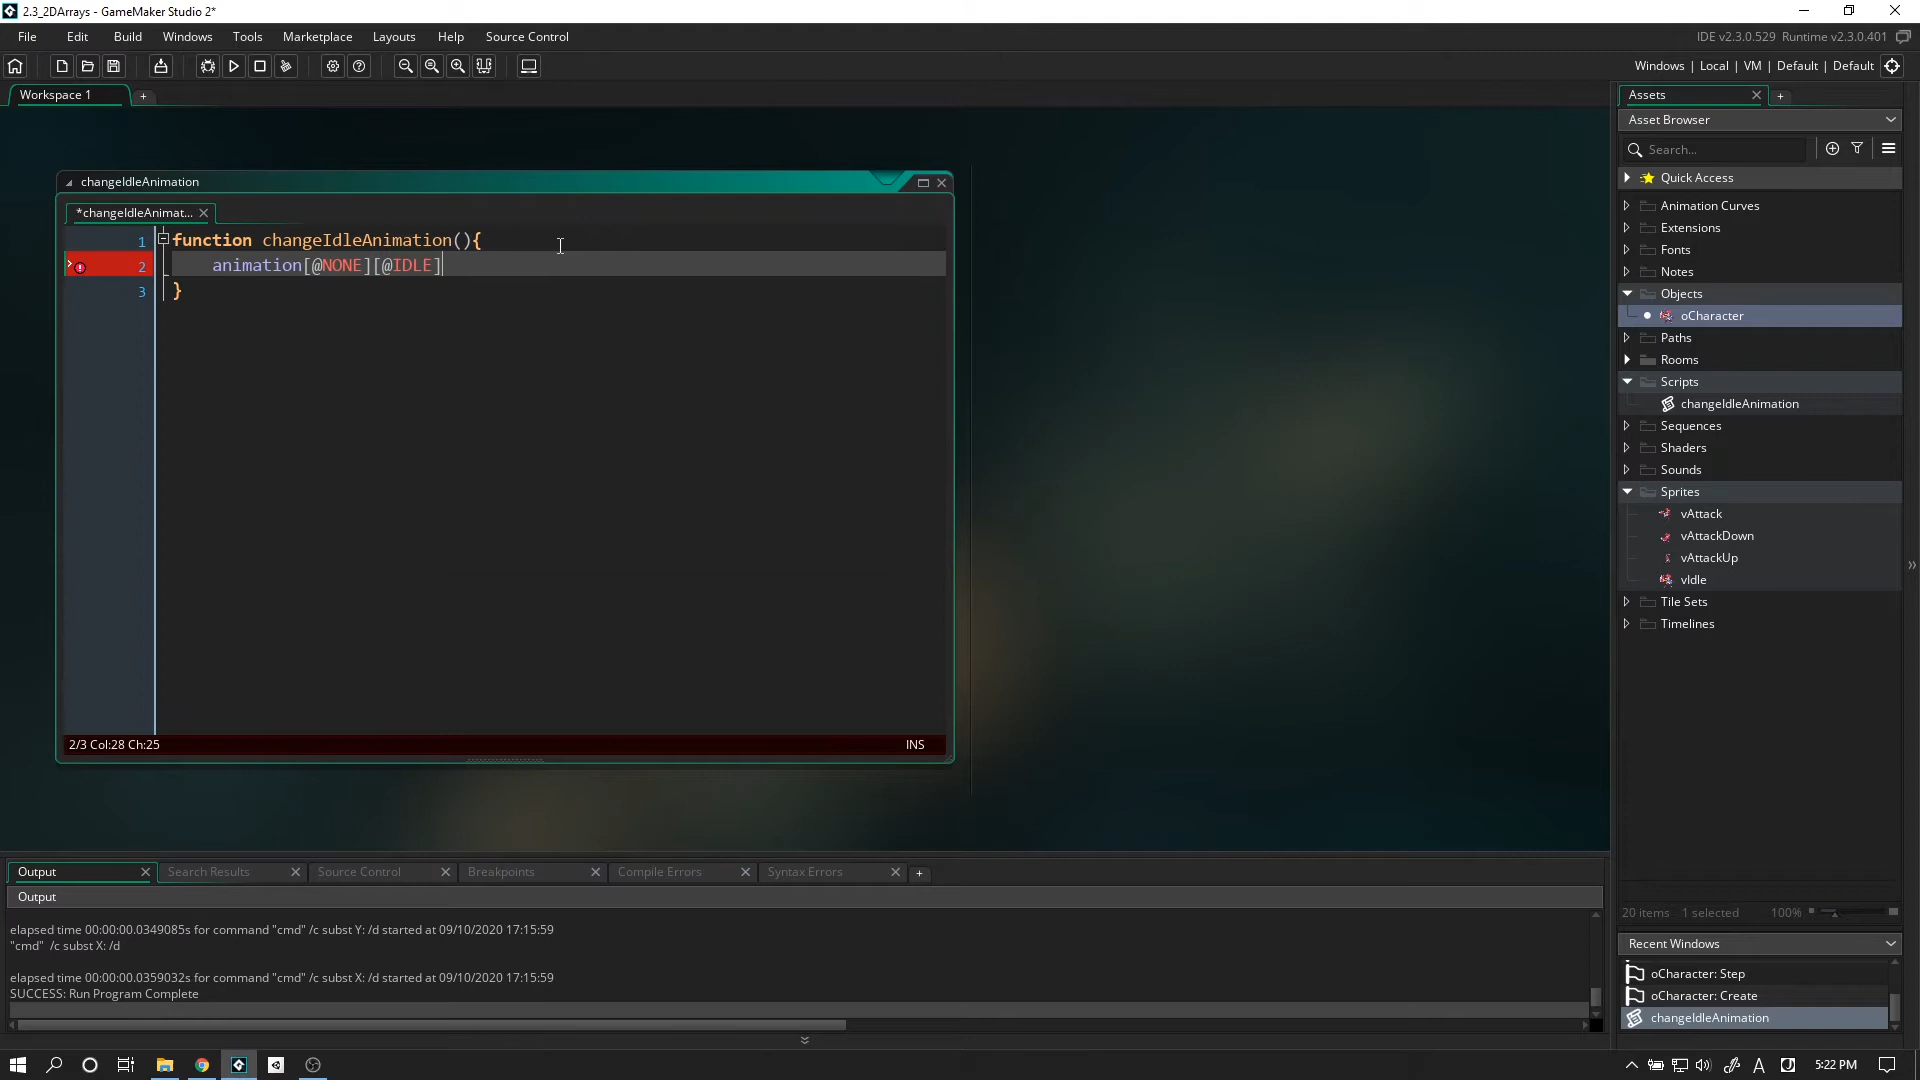 2.3_2DArrays - GameMaker Studio 2*
File Edit Build Windows Tools Marketplace Layouts Help Source Control
IDE v2.3.0.529 Runtime v2.3.0.401
Windows | Local | VM | Default | Default
Workspace 1
+
Assets
+
Asset Browser
Search...
Quick Access
Animation Curves
Extensions
Fonts
Notes
Objects
oCharacter
Paths
Rooms
Scripts
changeIdleAnimation
Sequences
Shaders
Sounds
Sprites
vAttack
vAttackDown
vAttackUp
vIdle
Tile Sets
Timelines
20 items 1 selected 100%
Recent Windows
oCharacter: Step
oCharacter: Create
changeIdleAnimation
changeIdleAnimation
*changeIdleAnimat...
1 function changeIdleAnimation(){
2 animation[@NONE][@IDLE]
3 }
2/3 Col:28 Ch:25 INS
Output Search Results Source Control Breakpoints Compile Errors Syntax Errors +
Output
elapsed time 00:00:00.0349085s for command "cmd" /c subst Y: /d started at 09/10/2020 17:15:59
"cmd" /c subst X: /d
elapsed time 00:00:00.0359032s for command "cmd" /c subst X: /d started at 09/10/2020 17:15:59
SUCCESS: Run Program Complete
A J 5:22 PM